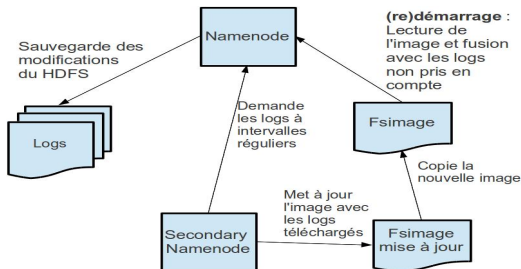 Namenode
(re)démarrage :
Lecture de
l'image et fusion
avec les logs
non pris en
compte
Sauvegarde des
modifications
du HDFS
Logs
Demande
les logs à
intervalles
réguliers
Fsimage
Copie la
nouvelle image
Met à jour
l'image avec
les logs
téléchargés
Secondary
Namenode
Fsimage
mise à jour